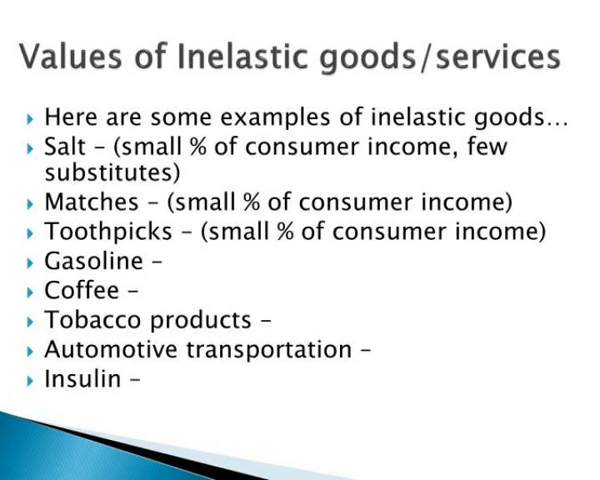 Values of Inelastic goods/services
Here are some examples of inelastic goods…
Salt – (small % of consumer income, few
substitutes)
Matches – (small % of consumer income)
Toothpicks – (small % of consumer income)
Gasoline –
Coffee –
Tobacco products –
Automotive transportation –
Insulin –